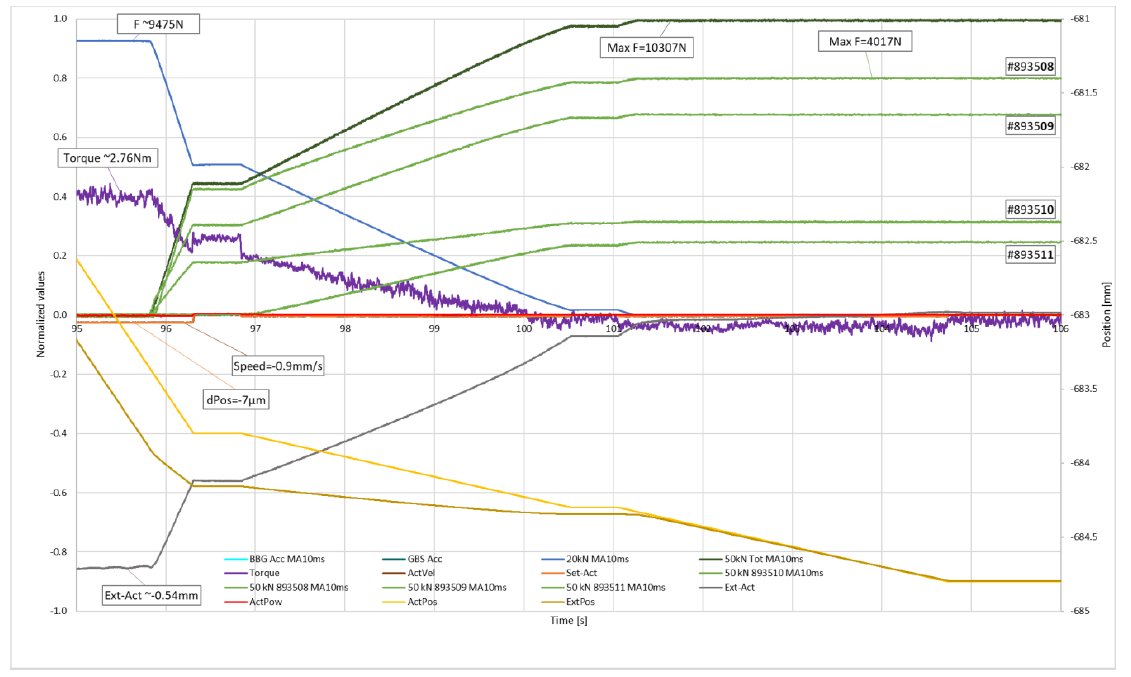 F ~9475N
Max F=10307N
Max F=4017N
#893508
#893509
#893510
#893511
Torque ~2.76Nm
Speed=-0.9mm/s
dPos=-7µm
Ext-Act ~-0.54mm
1.0
0.8
0.6
0.4
0.2
0.0
-0.2
-0.4
-0.6
-0.8
-1.0
Normalized values
-681
-681.5
-682
-682.5
-683
-683.5
-684
-684.5
-685
Position [mm]
95 96 97 98 99 100 101 102 103 104 105 106
BBG Acc MA10ms GBS Acc 20kN MA10ms 50kN Tot MA10ms
Torque ActVel Set-Act 50 kN 893510 MA10ms
50 kN 893508 MA10ms 50 kN 893509 MA10ms 50 kN 893511 MA10ms Ext-Act
ActPow ActPos ExtPos
Time [s]